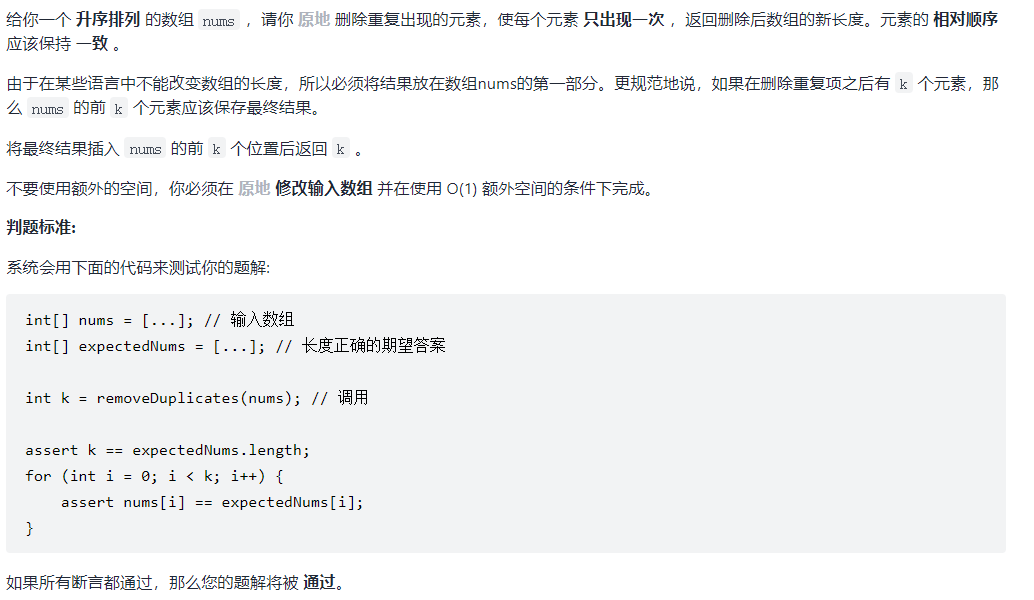 给你一个 升序排列 的数组 nums ，请你 原地 删除重复出现的元素，使每个元素 只出现一次 ，返回删除后数组的新长度。元素的 相对顺序
应该保持 一致 。
由于在某些语言中不能改变数组的长度，所以必须将结果放在数组nums的第一部分。更规范地说，如果在删除重复项之后有 k 个元素，那
么 nums 的前 k 个元素应该保存最终结果。
将最终结果插入 nums 的前 k 个位置后返回 k 。
不要使用额外的空间，你必须在 原地 修改输入数组 并在使用 O(1) 额外空间的条件下完成。
判题标准:
系统会用下面的代码来测试你的题解:
int[] nums = [...]; // 输入数组
int[] expectedNums = [...]; // 长度正确的期望答案
int k = removeDuplicates(nums); // 调用
assert k == expectedNums.length;
for (int i = 0; i < k; i++) {
    assert nums[i] == expectedNums[i];
}
如果所有断言都通过，那么您的题解将被 通过。